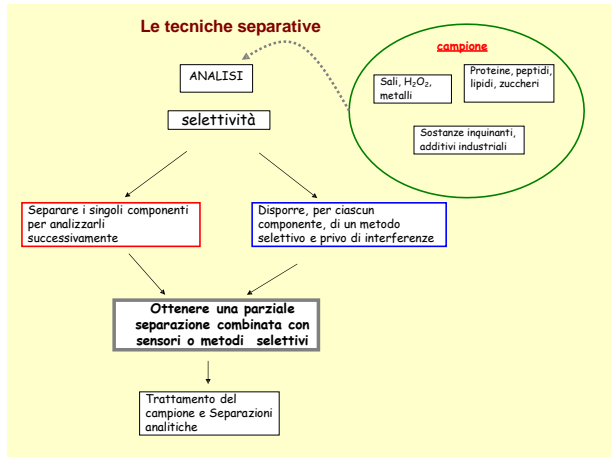 Le tecniche separative
campione
ANALISI
Sali, H₂O₂,
metalli
Proteine, peptidi,
lipidi, zuccheri
Sostanze inquinanti,
additivi industriali
selettività
Separare i singoli componenti
per analizzarli
successivamente
Disporre, per ciascun
componente, di un metodo
selettivo e privo di interferenze
Ottenere una parziale
separazione combinata con
sensori o metodi selettivi
Trattamento del
campione e Separazioni
analitiche